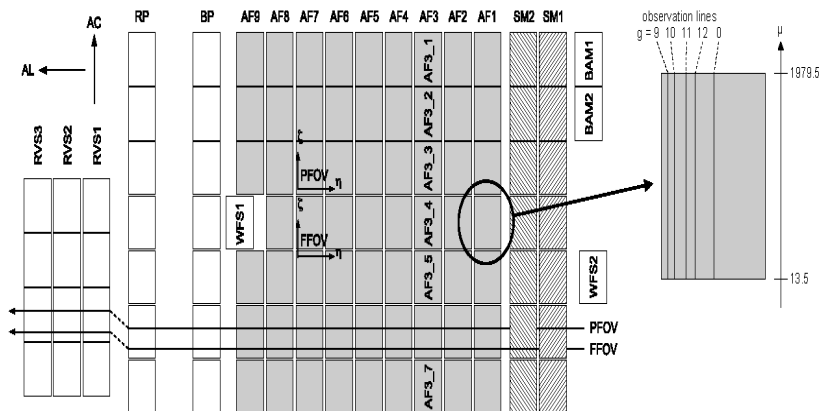 RP
BP
AF9 AF8 AF7 AF6 AF5 AF4 AF3 AF2 AF1
SM2 SM1
observation lines
g = 9 10 11 12 0
μ
AC
AL
1979.5
13.5
RVS3
RVS2
RVS1
AF3_1
AF3_2
AF3_3
AF3_4
AF3_5
AF3_7
BAM1
BAM2
WFS1
WFS2
ζ
PFOV
η
ζ
FFOV
η
PFOV
FFOV